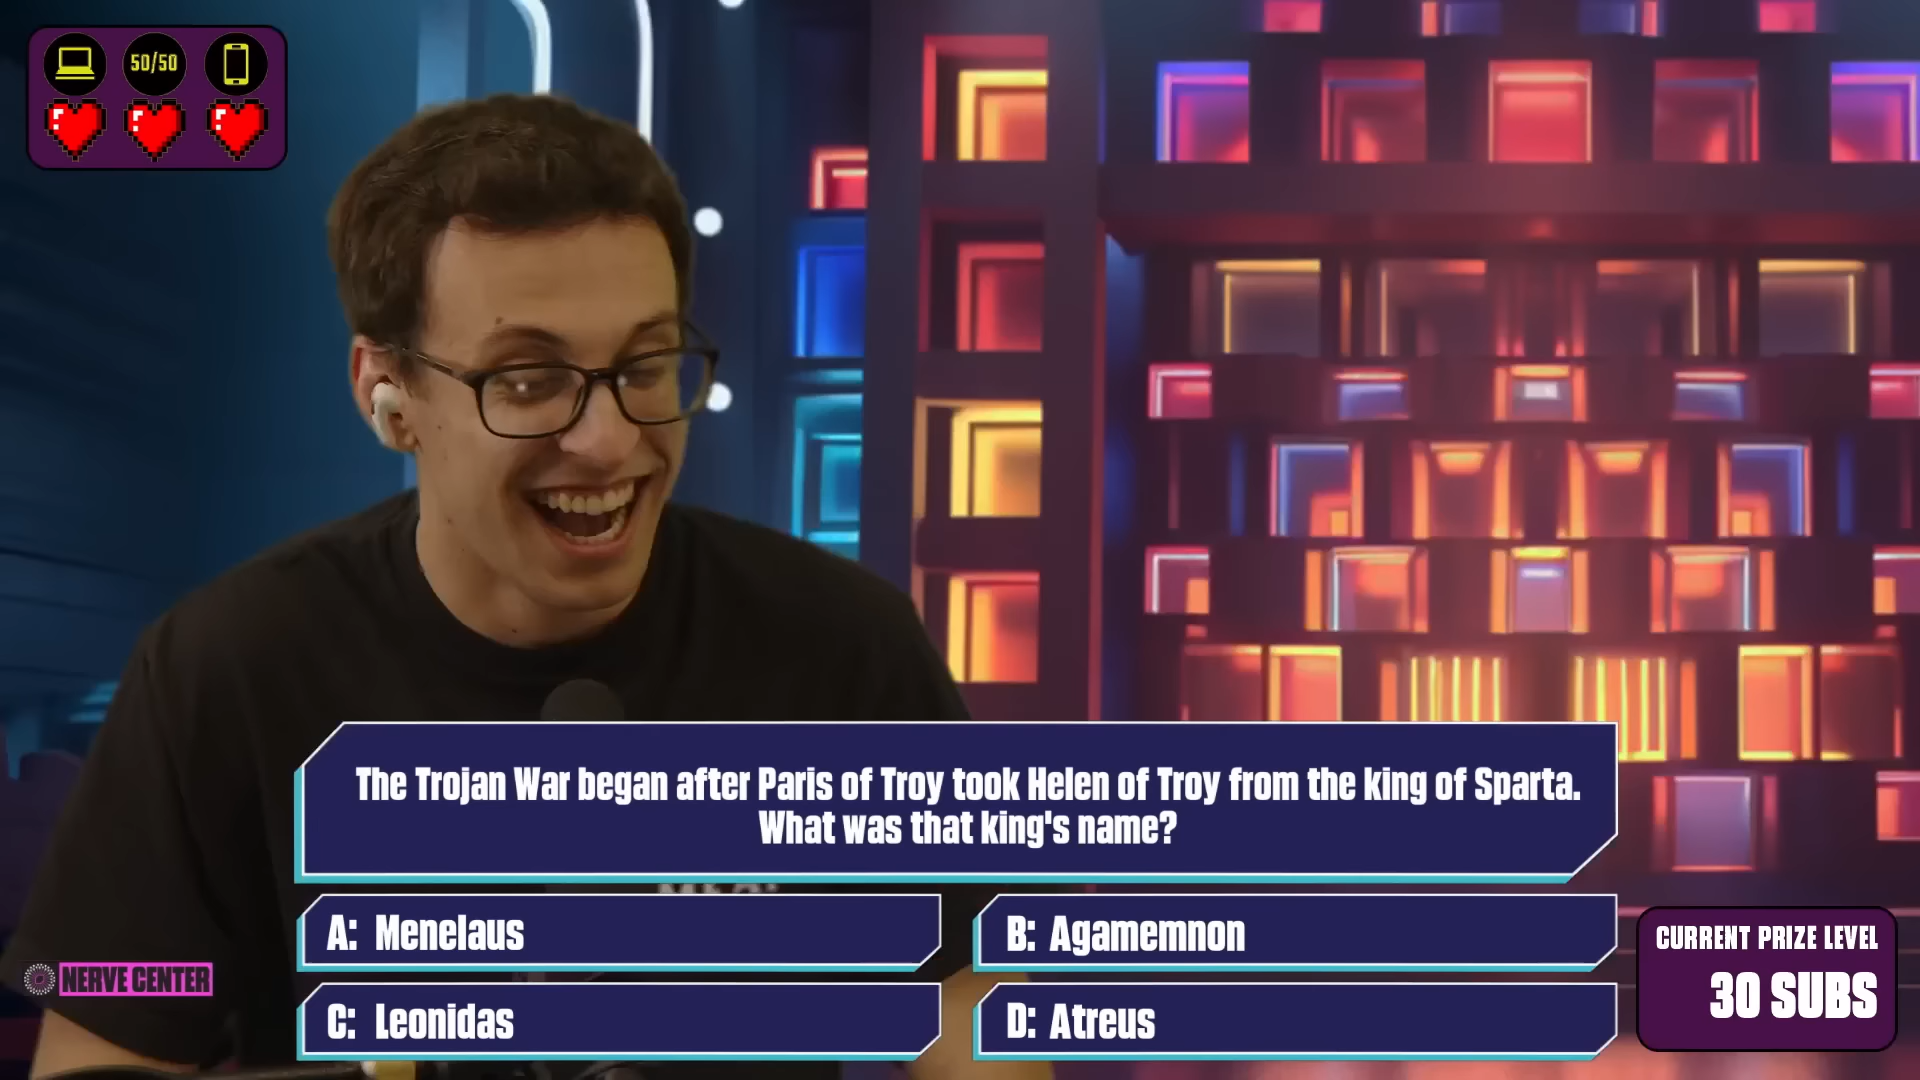 50/50
The Trojan War began after Paris of Troy took Helen of Troy from the king of Sparta.
What was that king's name?
A: Menelaus
B: Agamemnon
C: Leonidas
D: Atreus
NERVE CENTER
CURRENT PRIZE LEVEL
30 SUBS